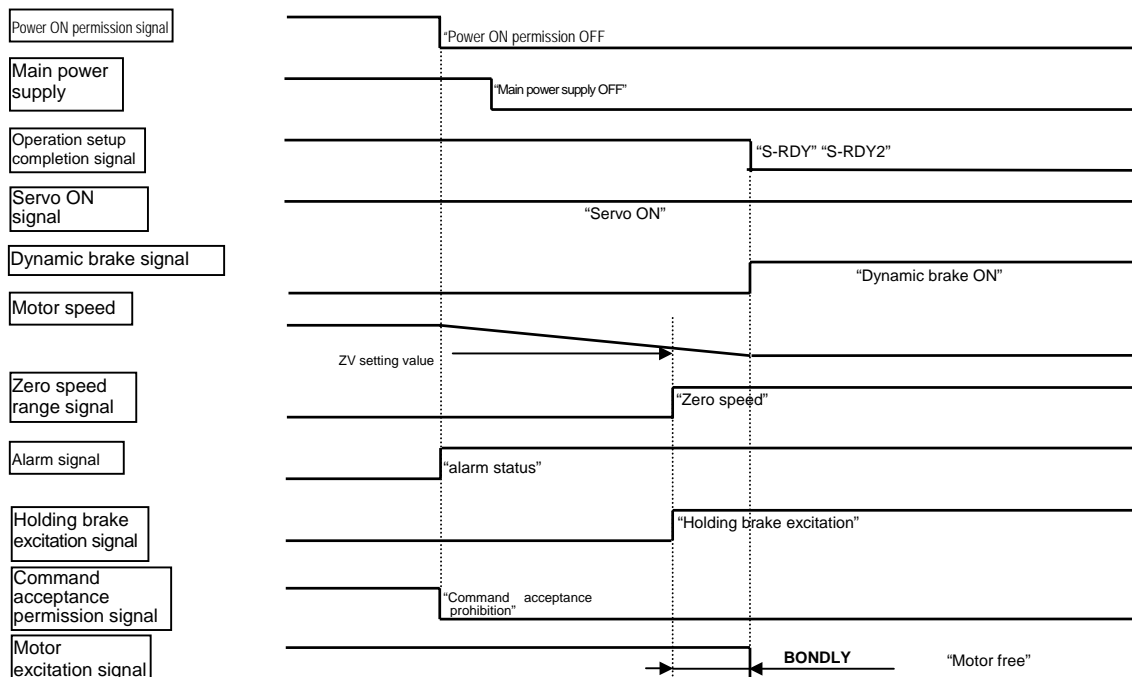 Power ON permission signal
“Power ON permission OFF
Main power
supply
“Main power supply OFF”
Operation setup
completion signal
“S-RDY” “S-RDY2”
Servo ON
signal
“Servo ON”
Dynamic brake signal
“Dynamic brake ON”
Motor speed
ZV setting value
Zero speed
range signal
“Zero speed”
Alarm signal
“alarm status”
Holding brake
excitation signal
“Holding brake excitation”
Command
acceptance
permission signal
“Command acceptance
prohibition”
Motor
excitation signal
BONDLY
“Motor free”